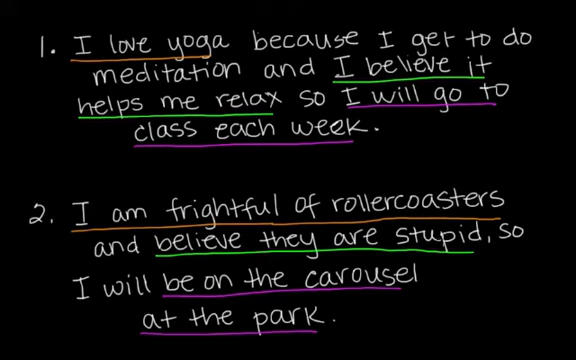 1. I love yoga because I get to do
meditation and I believe it
helps me relax so I will go to
class each week.
2. I am frightful of rollercoasters
and believe they are stupid, so
I will be on the carousel
at the park.